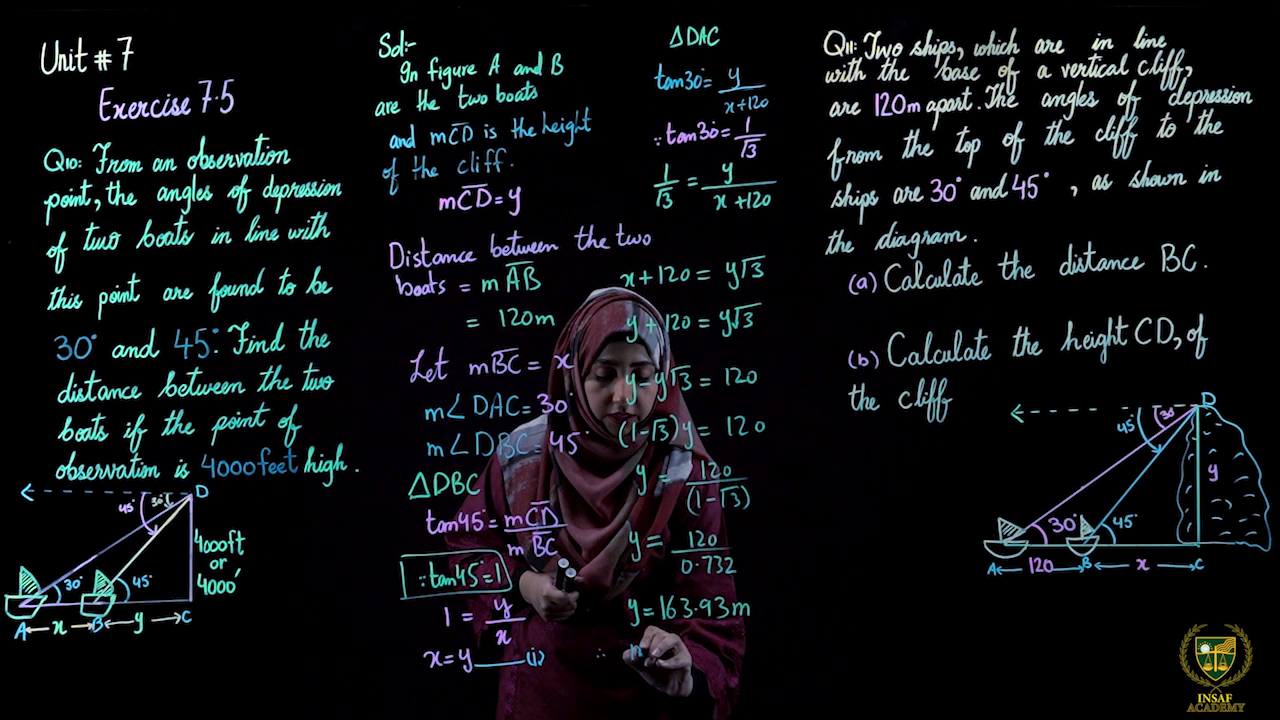 Unit # 7
Exercise 7.5
Q10: From an observation
point, the angles of depression
of two boats in line with
this point are found to be
30° and 45°. Find the
distance between the two
boats if the point of
observation is 4000 feet high.
45° 30° D
4000ft
or
4000'
30° 45°
A x B y C
Sol:-
In figure A and B
are the two boats
and mCD is the height
of the cliff.
mCD = y
Distance between the two
boats = mAB
= 120m
Let mBC = x
m∠DAC = 30°
m∠DBC = 45°
△DBC
tan45° = mCD / mBC
∵ tan45° = 1
1 = y/x
x = y (i)
△DAC
tan30° = y / x+120
∵ tan30° = 1/√3
1/√3 = y / x+120
x + 120 = y√3
y + 120 = y√3
y - y√3 = 120
(1-√3)y = 120
y = 120 / (1-√3)
y = 120 / 0.732
y = 163.93m
∵
Q11: Two ships, which are in line
with the base of a vertical cliff,
are 120m apart. The angles of depression
from the top of the cliff to the
ships are 30° and 45°, as shown in
the diagram.
(a) Calculate the distance BC.
(b) Calculate the height CD, of
the cliff
45° 30° D
y
30° 45°
A 120 B x C
INSAF
ACADEMY